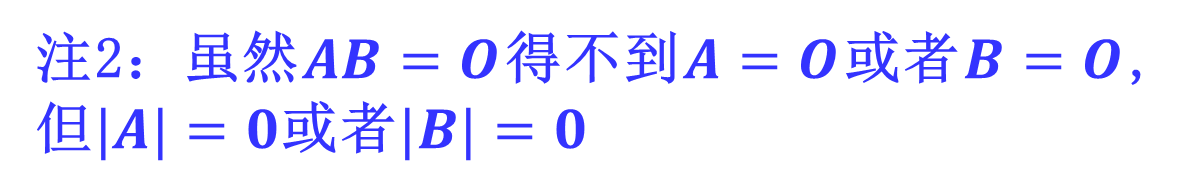 注2：虽然AB = O得不到A = O或者B = O,
但|A| = 0或者|B| = 0